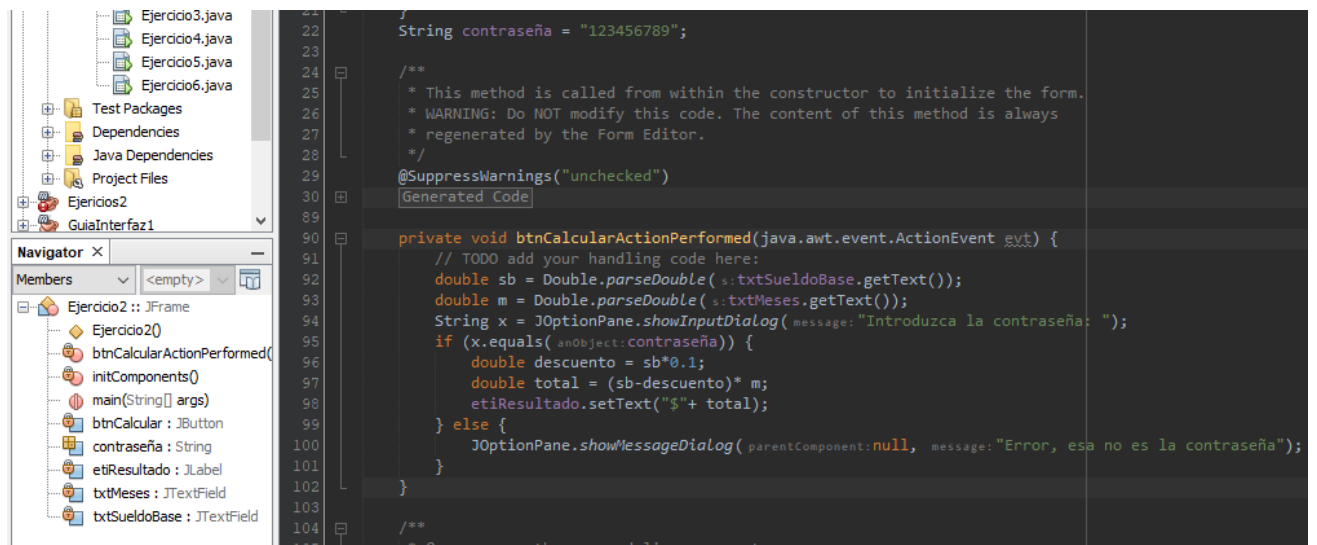 Ejercicio3.java
Ejercicio4.java
Ejercicio5.java
Ejercicio6.java
Test Packages
Dependencies
Java Dependencies
Project Files
Ejericios2
GuiaInterfaz1
Navigator
Members
<empty>
Ejercicio2 :: JFrame
Ejercicio2()
btnCalcularActionPerformed(
initComponents()
main(String[] args)
btnCalcular : JButton
contraseña : String
etiResultado : JLabel
txtMeses : JTextField
txtSueldoBase : JTextField
21 }
22 String contraseña = "123456789";
23
24 /**
25 * This method is called from within the constructor to initialize the form.
26 * WARNING: Do NOT modify this code. The content of this method is always
27 * regenerated by the Form Editor.
28 */
29 @SuppressWarnings("unchecked")
30 Generated Code
89
90 private void btnCalcularActionPerformed(java.awt.event.ActionEvent evt) {
91 // TODO add your handling code here:
92 double sb = Double.parseDouble( s:txtSueldoBase.getText());
93 double m = Double.parseDouble( s:txtMeses.getText());
94 String x = JOptionPane.showInputDialog( message:"Introduzca la contraseña: ");
95 if (x.equals( anObject:contraseña)) {
96 double descuento = sb*0.1;
97 double total = (sb-descuento)* m;
98 etiResultado.setText("$"+ total);
99 } else {
100 JOptionPane.showMessageDialog( parentComponent:null, message:"Error, esa no es la contraseña");
101 }
102 }
103
104 /**